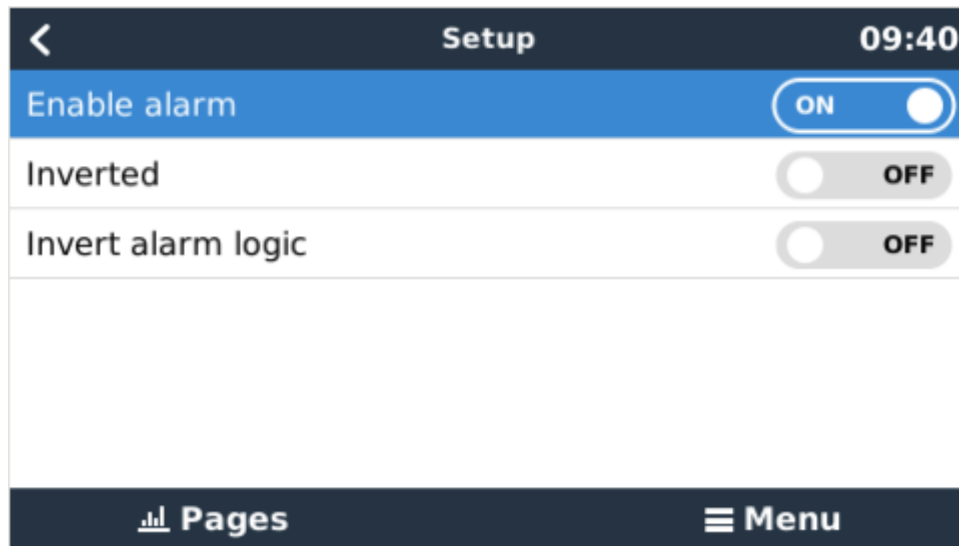 Setup 09:40
Enable alarm ON
Inverted OFF
Invert alarm logic OFF
Pages Menu